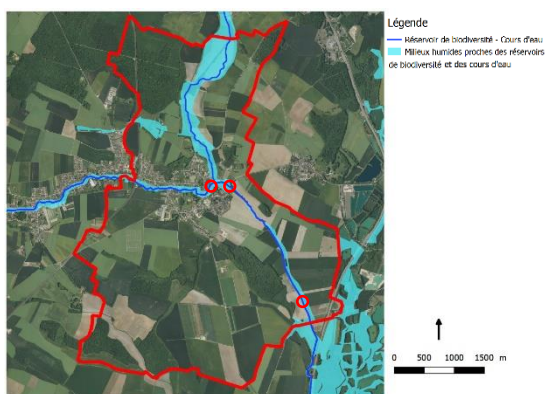 Légende
Réservoir de biodiversité - Cours d'eau
Milieux humides proches des réservoirs
de biodiversité et des cours d'eau
0 500 1000 1500 m